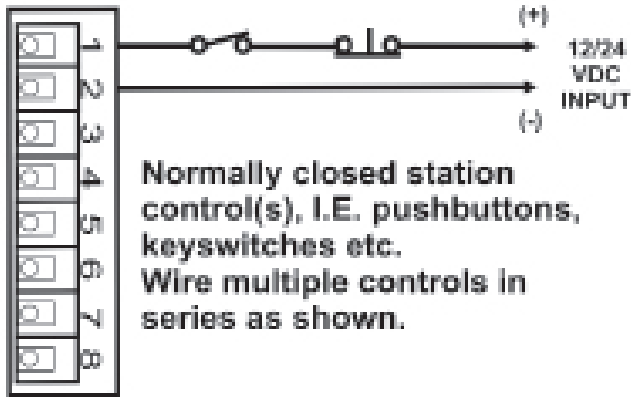 (+)
12/24
VDC
INPUT
(-)
1
2
3
4
5
6
7
8
Normally closed station
control(s), I.E. pushbuttons,
keyswitches etc.
Wire multiple controls in
series as shown.